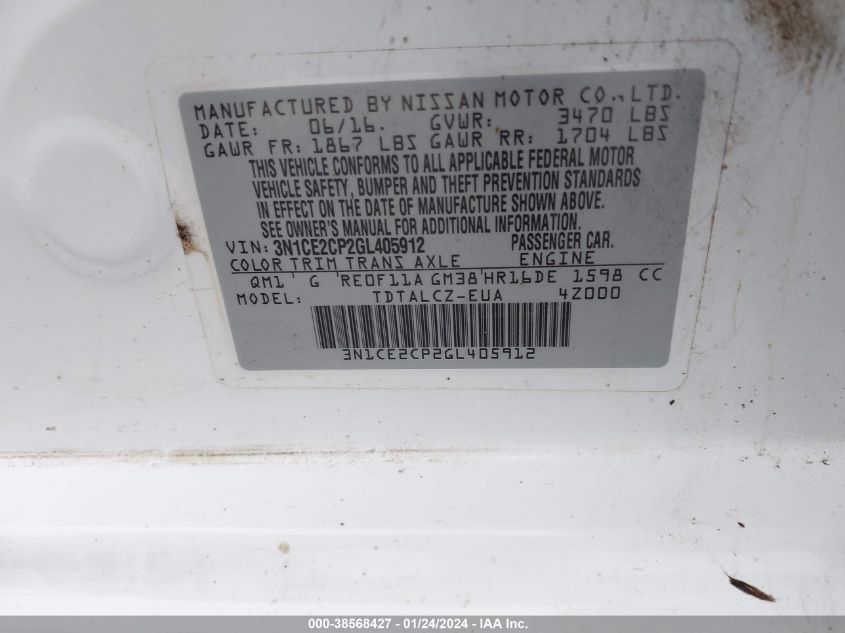 MANUFACTURED BY NISSAN MOTOR CO., LTD.
DATE: 06/16. GVWR: 3470 LBS
GAWR FR: 1867 LBS GAWR RR: 1704 LBS
THIS VEHICLE CONFORMS TO ALL APPLICABLE FEDERAL MOTOR
VEHICLE SAFETY, BUMPER AND THEFT PREVENTION STANDARDS
IN EFFECT ON THE DATE OF MANUFACTURE SHOWN ABOVE.
SEE OWNER'S MANUAL FOR ADDITIONAL INFORMATION.
VIN: 3N1CE2CP2GL405912 PASSENGER CAR.
COLOR TRIM TRANS AXLE ENGINE
QM1 G RE0F11A GM38 HR16DE 1598 CC
MODEL: TDTALCZ-EUA 4Z000
3N1CE2CP2GL405912
000-38568427 - 01/24/2024 - IAA Inc.